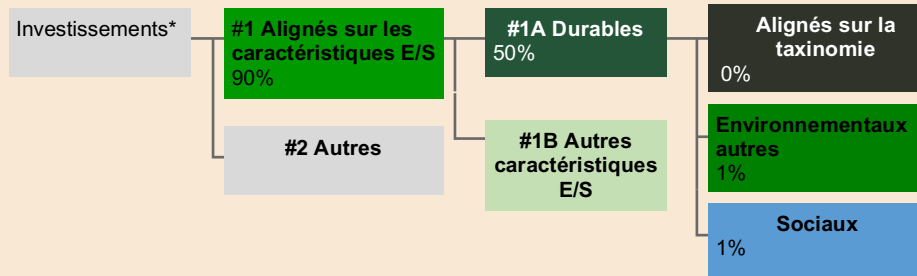 Investissements*
#1 Alignés sur les
caractéristiques E/S
90%
#2 Autres
#1A Durables
50%
#1B Autres
caractéristiques
E/S
Alignés sur la
taxinomie
0%
Environnementaux
autres
1%
Sociaux
1%